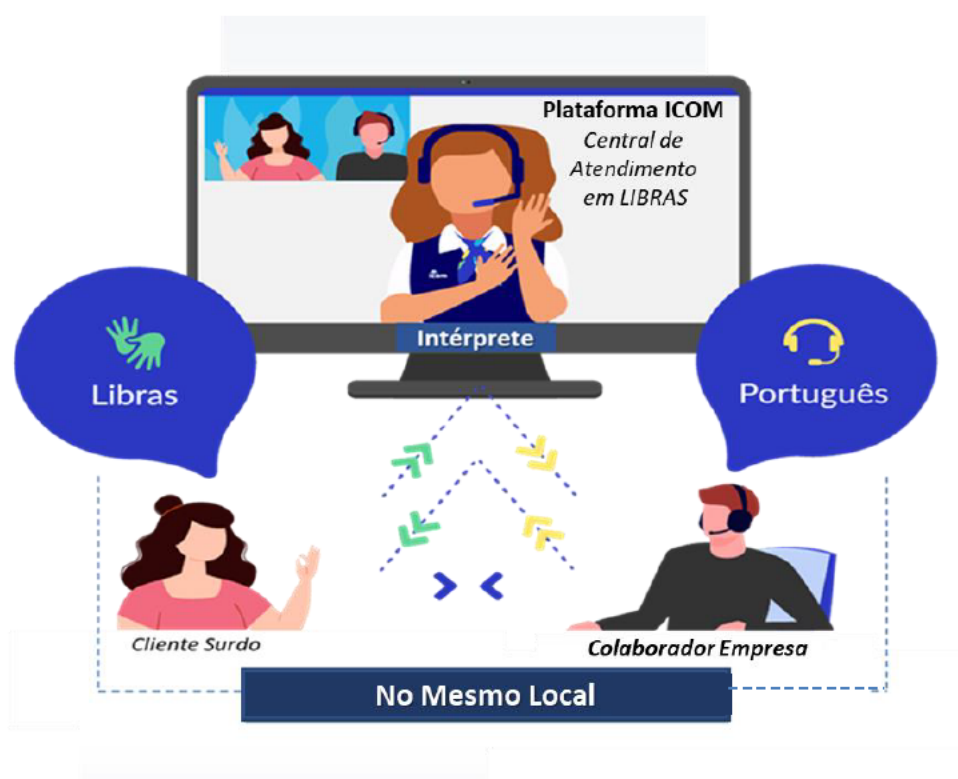 Plataforma ICOM
Central de
Atendimento
em LIBRAS
Intérprete
Libras
Português
Cliente Surdo
Colaborador Empresa
No Mesmo Local